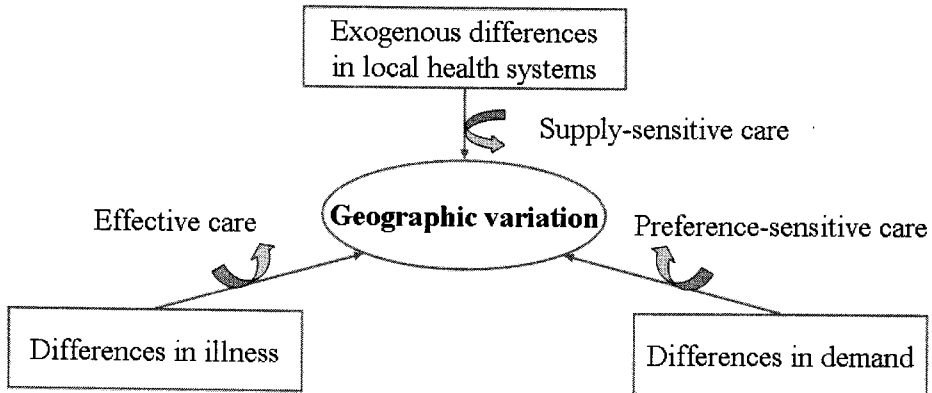 Exogenous differences
in local health systems
Supply-sensitive care
Geographic variation
Effective care
Preference-sensitive care
Differences in illness
Differences in demand